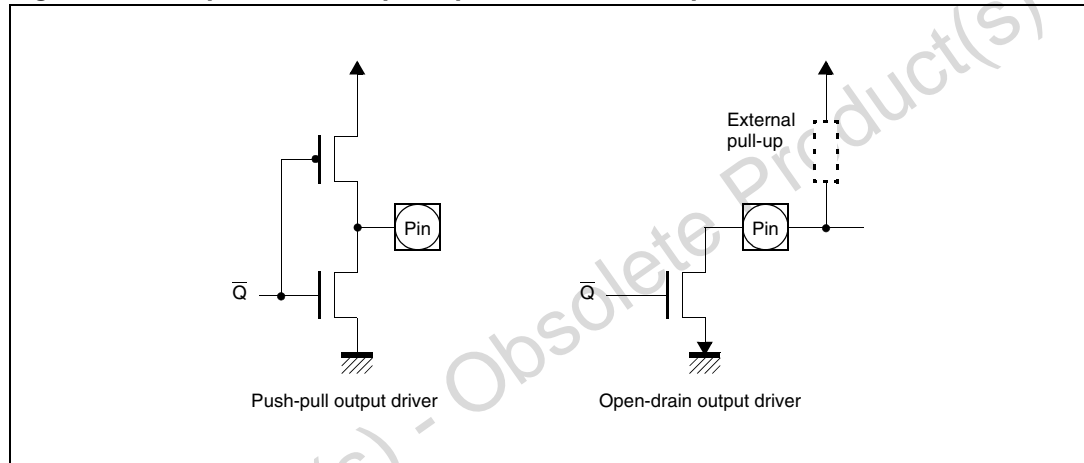 External
pull-up
Pin
Pin
Q̅
Q̅
Push-pull output driver
Open-drain output driver
(s) - Obsolete Product(s)